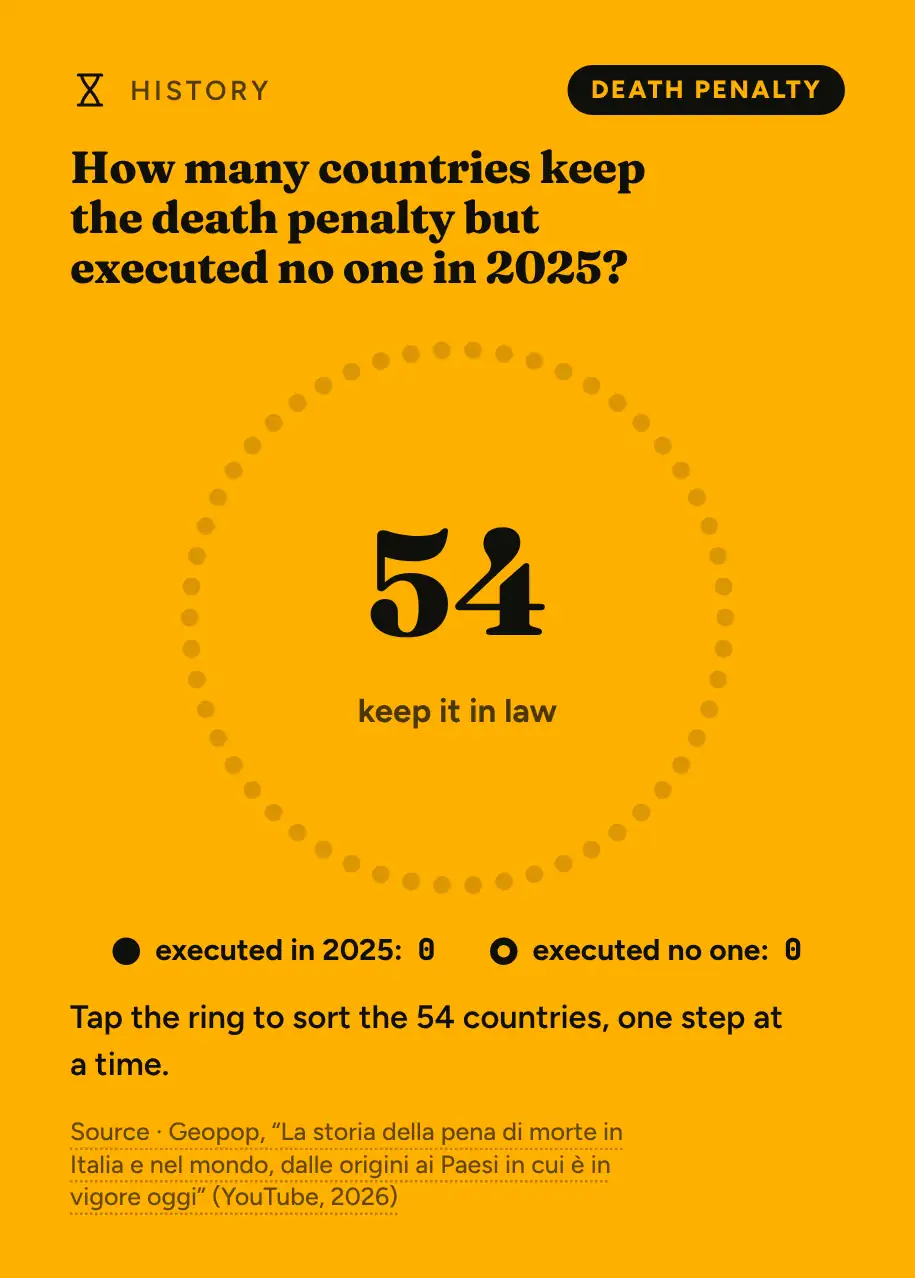 HISTORY
DEATH PENALTY
How many countries keep
the death penalty but
executed no one in 2025?
54
keep it in law
executed in 2025: 0
executed no one: 0
Tap the ring to sort the 54 countries, one step at
a time.
Source · Geopop, “La storia della pena di morte in
Italia e nel mondo, dalle origini ai Paesi in cui è in
vigore oggi” (YouTube, 2026)